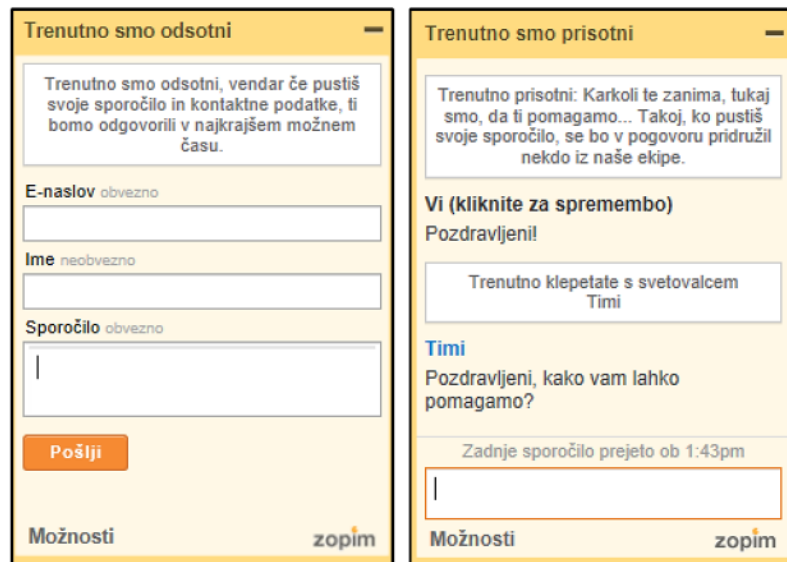 Trenutno smo odsotni
Trenutno smo odsotni, vendar če pustiš
svoje sporočilo in kontaktne podatke, ti
bomo odgovorili v najkrajšem možnem
času.
E-naslov obvezno
Ime neobvezno
Sporočilo obvezno
Pošlji
Možnosti
zopim
Trenutno smo prisotni
Trenutno prisotni: Karkoli te zanima, tukaj
smo, da ti pomagamo... Takoj, ko pustiš
svoje sporočilo, se bo v pogovoru pridružil
nekdo iz naše ekipe.
Vi (kliknite za spremembo)
Pozdravljeni!
Trenutno klepetate s svetovalcem
Timi
Timi
Pozdravljeni, kako vam lahko
pomagamo?
Zadnje sporočilo prejeto ob 1:43pm
Možnosti
zopim